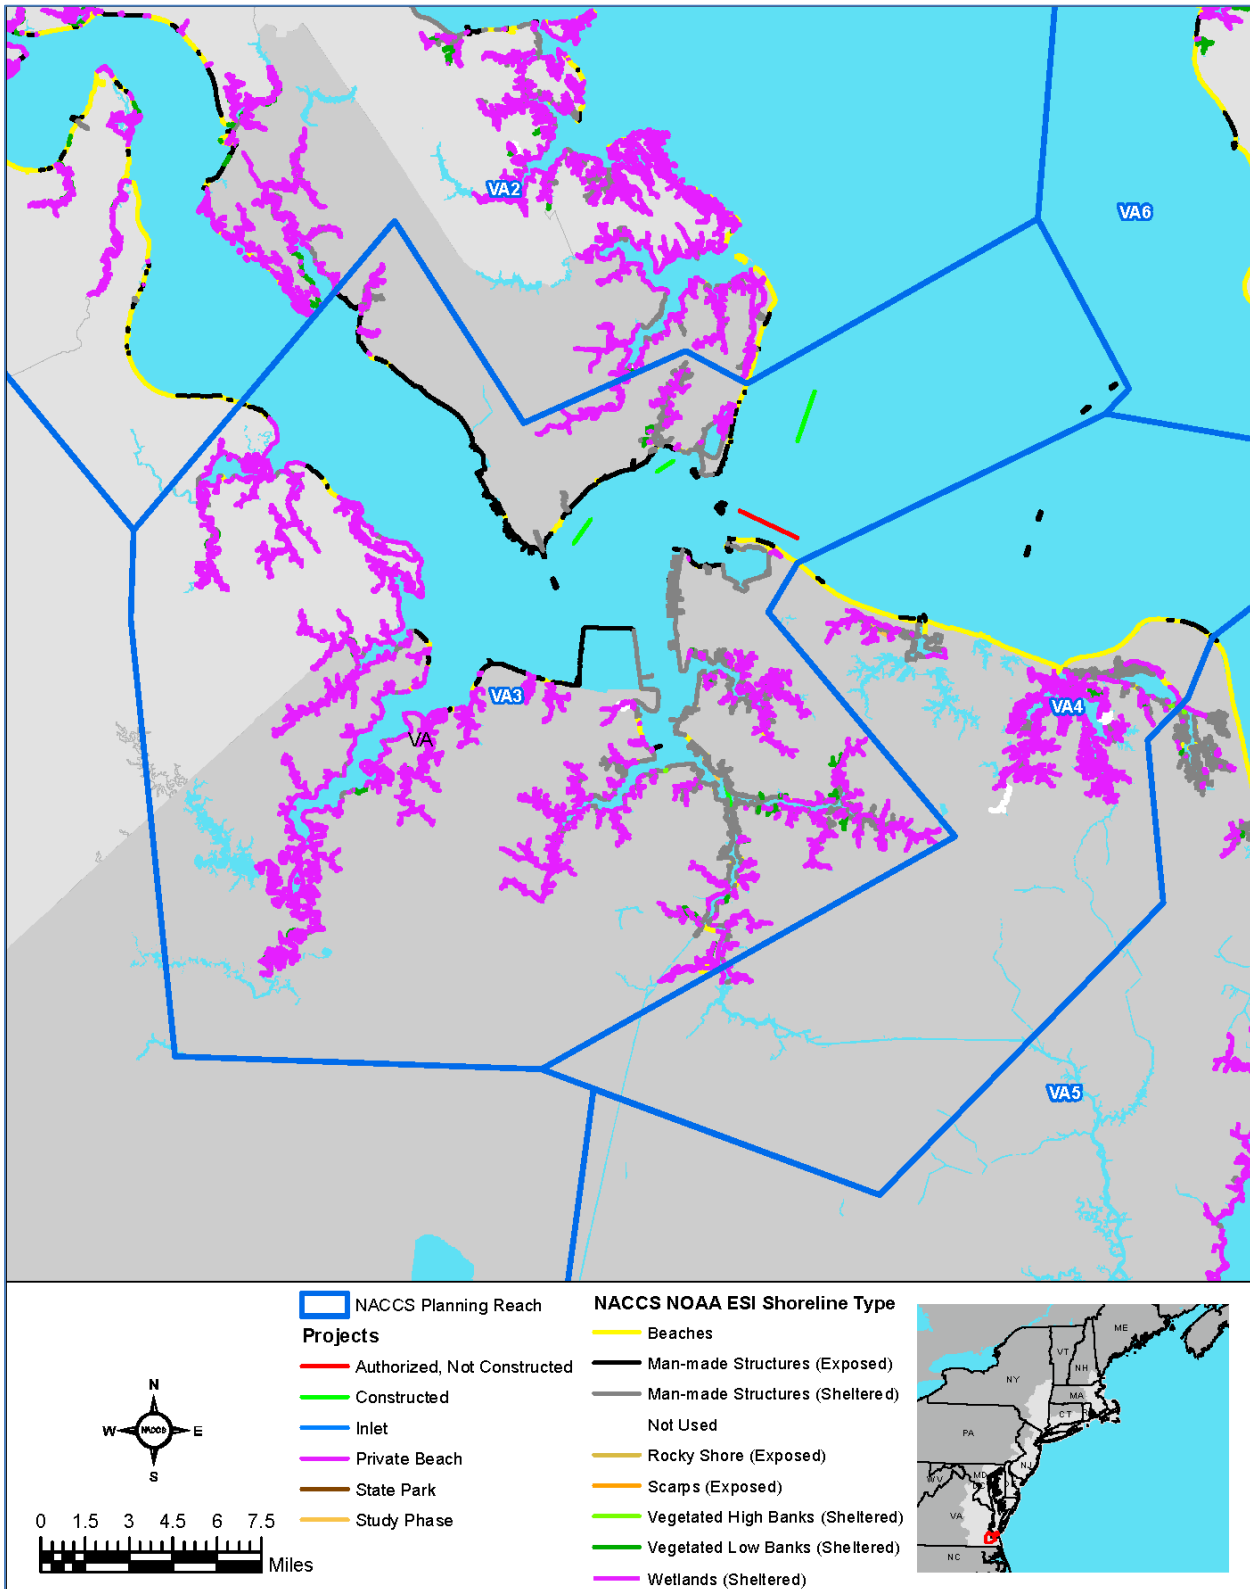 VA2
VA6
VA3
VA
VA4
VA5
NACCS Planning Reach
Projects
Authorized, Not Constructed
Constructed
Inlet
Private Beach
State Park
Study Phase
NACCS NOAA ESI Shoreline Type
Beaches
Man-made Structures (Exposed)
Man-made Structures (Sheltered)
Not Used
Rocky Shore (Exposed)
Scarps (Exposed)
Vegetated High Banks (Sheltered)
Vegetated Low Banks (Sheltered)
Wetlands (Sheltered)
N
W
NACCS
E
S
0 1.5 3 4.5 6 7.5
Miles
ME
VT
NH
NY
MA
CT
PA
NJ
MD
WV
VA
NC